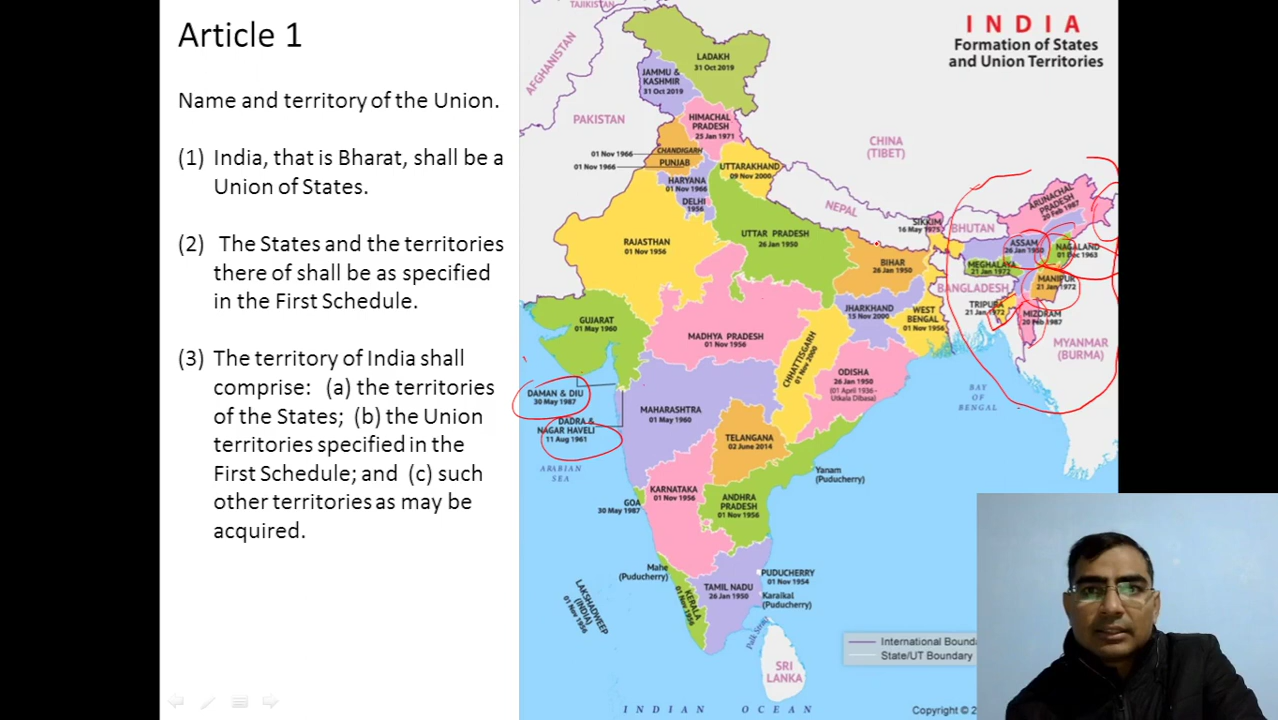 Article 1
Name and territory of the Union.
(1) India, that is Bharat, shall be a
Union of States.
(2) The States and the territories
there of shall be as specified
in the First Schedule.
(3) The territory of India shall
comprise: (a) the territories
of the States; (b) the Union
territories specified in the
First Schedule; and (c) such
other territories as may be
acquired.
INDIA
Formation of States
and Union Territories
TAJIKISTAN
AFGHANISTAN
LADAKH
31 Oct 2019
JAMMU &
KASHMIR
31 Oct 2019
PAKISTAN
HIMACHAL
PRADESH
25 Jan 1971
CHINA
(TIBET)
CHANDIGARH
01 Nov 1966
PUNJAB
01 Nov 1966
UTTARAKHAND
09 Nov 2000
HARYANA
01 Nov 1966
DELHI
1956
NEPAL
ARUNACHAL
PRADESH
20 Feb 1987
SIKKIM
16 May 1975
BHUTAN
RAJASTHAN
01 Nov 1956
UTTAR PRADESH
26 Jan 1950
ASSAM
26 Jan 1950
NAGALAND
01 Dec 1963
BIHAR
26 Jan 1950
MEGHALAYA
21 Jan 1972
MANIPUR
21 Jan 1972
BANGLADESH
TRIPURA
21 Jan 1972
MIZORAM
20 Feb 1987
GUJARAT
01 May 1960
MADHYA PRADESH
01 Nov 1956
JHARKHAND
15 Nov 2000
WEST
BENGAL
01 Nov 1956
MYANMAR
(BURMA)
CHHATTISGARH
01 Nov 2000
ODISHA
26 Jan 1950
(01 April 1936-
Utkala Dibasa)
DAMAN & DIU
30 May 1987
DADRA &
NAGAR HAVELI
11 Aug 1961
MAHARASHTRA
01 May 1960
BAY
OF
BENGAL
TELANGANA
02 June 2014
ARABIAN
SEA
Yanam
(Puducherry)
KARNATAKA
01 Nov 1956
GOA
30 May 1987
ANDHRA
PRADESH
01 Nov 1956
Mahe
(Puducherry)
PUDUCHERRY
01 Nov 1954
TAMIL NADU
26 Jan 1950
Karaikal
(Puducherry)
KERALA
01 Nov 1956
LAKSHADWEEP
(INDIA)
01 Nov 1956
Palk Strait
SRI
LANKA
International Bounda
State/UT Boundary
INDIAN OCEAN
Copyright © 2